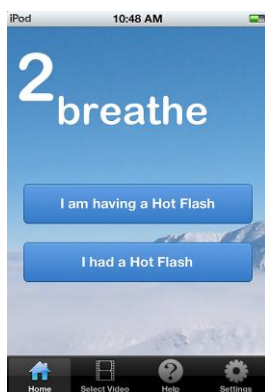 iPod 10:48 AM
2
breathe
I am having a Hot Flash
I had a Hot Flash
Home Select Video Help Settings